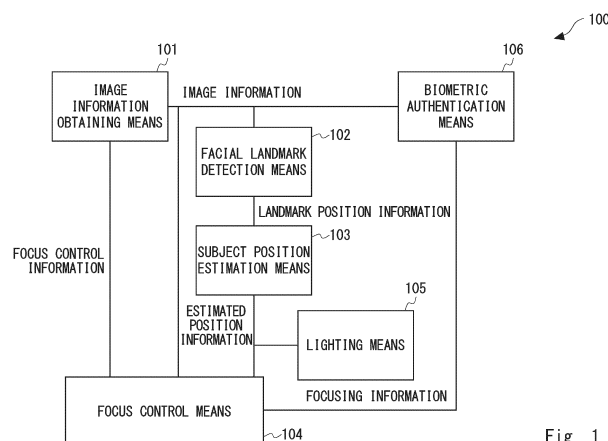 100
101
106
IMAGE
INFORMATION
OBTAINING MEANS
IMAGE INFORMATION
BIOMETRIC
AUTHENTICATION
MEANS
102
FACIAL LANDMARK
DETECTION MEANS
LANDMARK POSITION INFORMATION
103
SUBJECT POSITION
ESTIMATION MEANS
FOCUS CONTROL
INFORMATION
105
ESTIMATED
POSITION
INFORMATION
LIGHTING MEANS
FOCUSING INFORMATION
FOCUS CONTROL MEANS
104
Fig. 1